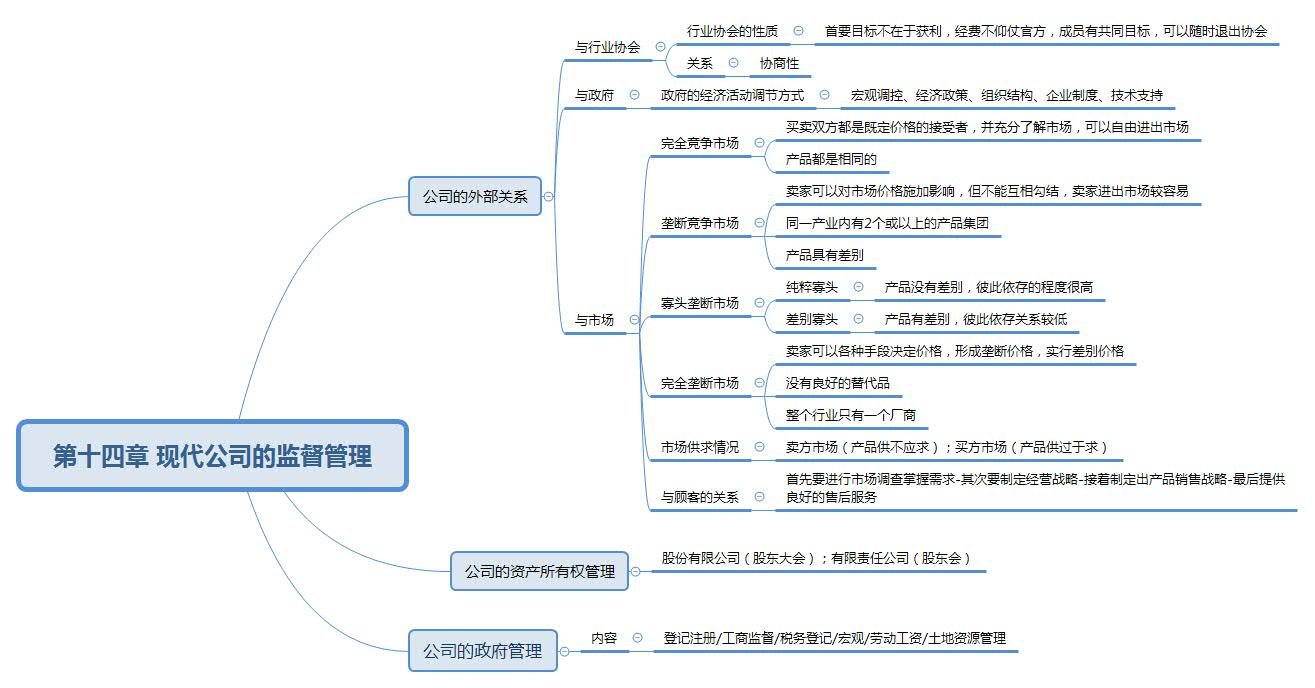 第十四章 现代公司的监督管理
公司的外部关系
与行业协会
行业协会的性质
首要目标不在于获利，经费不仰仗官方，成员有共同目标，可以随时退出协会
关系
协商性
与政府
政府的经济活动调节方式
宏观调控、经济政策、组织结构、企业制度、技术支持
与市场
完全竞争市场
买卖双方都是既定价格的接受者，并充分了解市场，可以自由进出市场
产品都是相同的
垄断竞争市场
卖家可以对市场价格施加影响，但不能互相勾结，卖家进出市场较容易
同一产业内有2个或以上的产品集团
产品具有差别
寡头垄断市场
纯粹寡头
产品没有差别，彼此依存的程度很高
差别寡头
产品有差别，彼此依存关系较低
完全垄断市场
卖家可以各种手段决定价格，形成垄断价格，实行差别价格
没有良好的替代品
整个行业只有一个厂商
市场供求情况
卖方市场（产品供不应求）；买方市场（产品供过于求）
与顾客的关系
首先要进行市场调查掌握需求-其次要制定经营战略-接着制定出产品销售战略-最后提供
良好的售后服务
公司的资产所有权管理
股份有限公司（股东大会）；有限责任公司（股东会）
公司的政府管理
内容
登记注册/工商监督/税务登记/宏观/劳动工资/土地资源管理